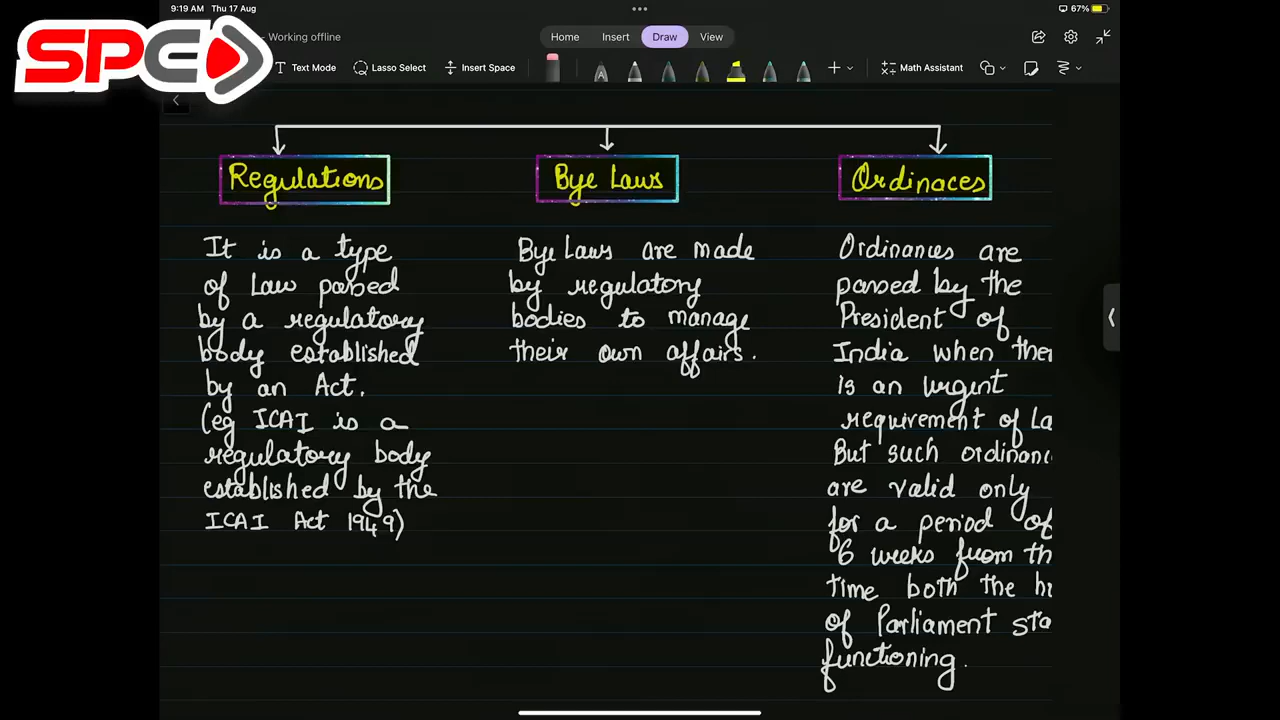 9:19 AM Thu 17 Aug
67%
SPE
Working offline
Home Insert Draw View
Text Mode Lasso Select Insert Space Math Assistant
Regulations
It is a type
of Law passed
by a regulatory
body established
by an Act.
(eg ICAI is a
regulatory body
established by the
ICAI Act 1949)
Bye Laws
Bye Laws are made
by regulatory
bodies to manage
their own affairs.
Ordinaces
Ordinances are
passed by the
President of
India when ther
is an urgent
requirement of La
But such ordinanc
are valid only
for a period of
6 weeks from th
time both the h
of Parliament sta
functioning.